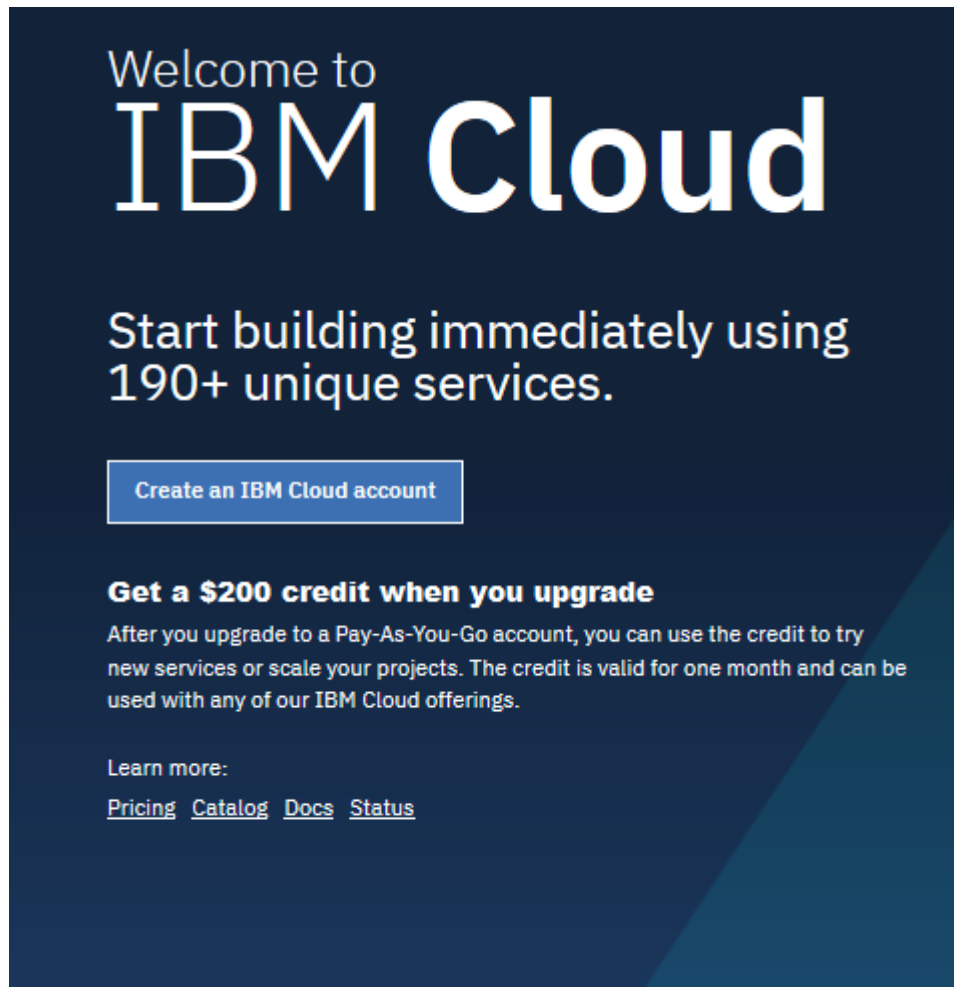 Welcome to
IBM Cloud
Start building immediately using
190+ unique services.
Create an IBM Cloud account
Get a $200 credit when you upgrade
After you upgrade to a Pay-As-You-Go account, you can use the credit to try
new services or scale your projects. The credit is valid for one month and can be
used with any of our IBM Cloud offerings.
Learn more:
Pricing Catalog Docs Status